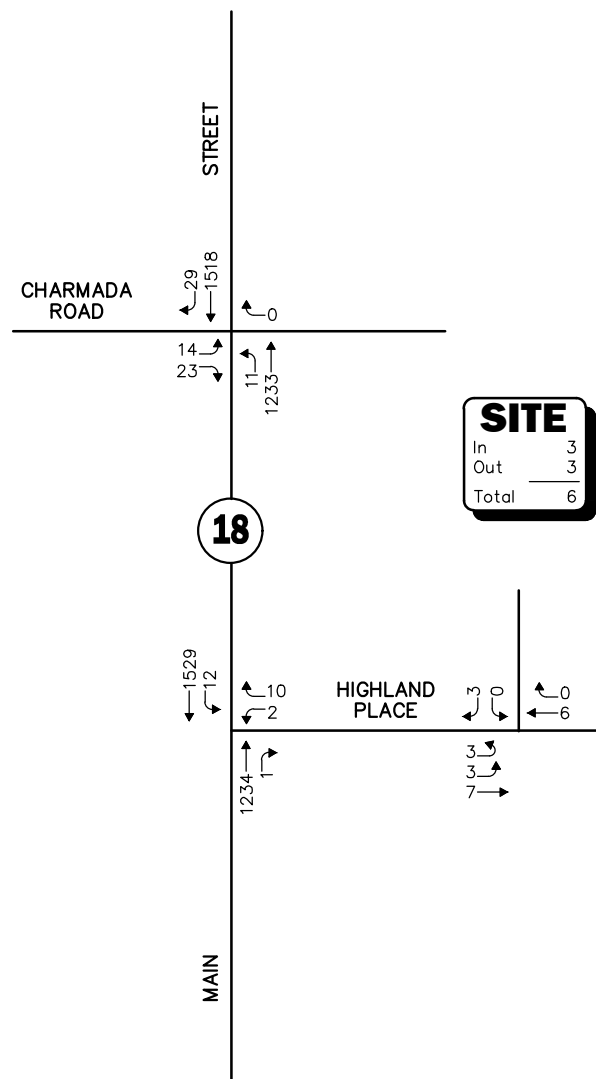 STREET
CHARMADA
ROAD
29
1518
0
14
23
11
1233
SITE
In 3
Out 3
Total 6
18
1529
12
10
2
HIGHLAND
PLACE
3
0
0
6
3
3
7
1234
1
MAIN